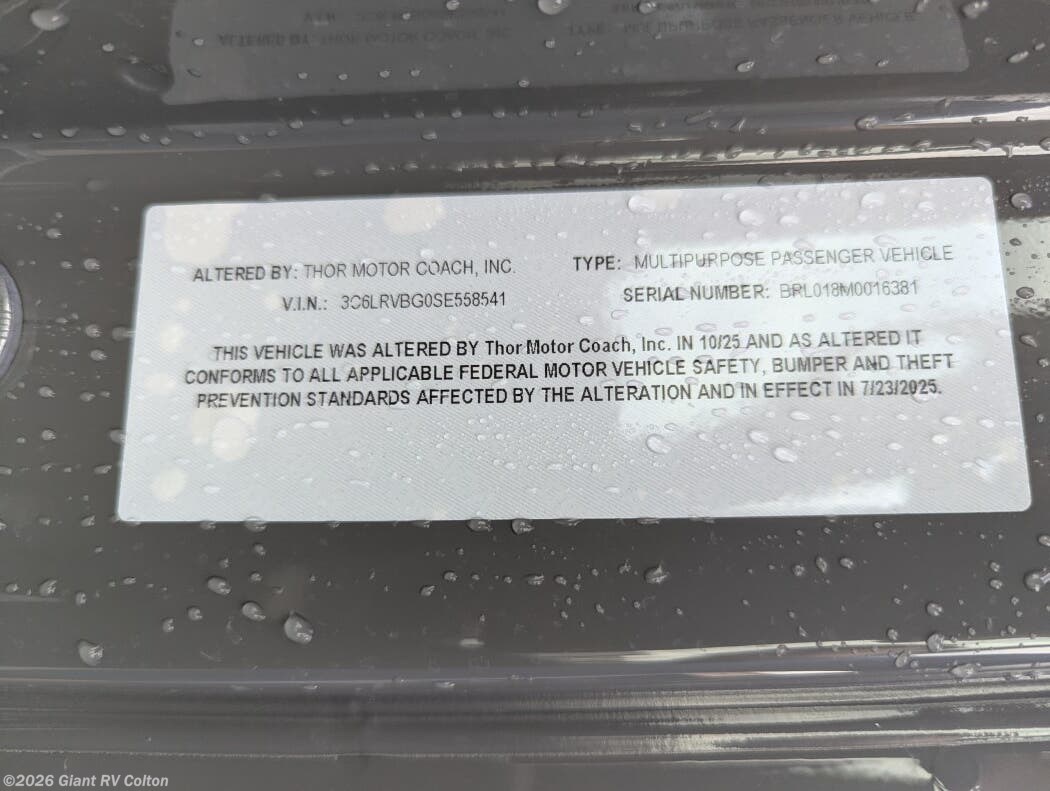 ALTERED BY: THOR MOTOR COACH, INC. TYPE: MULTIPURPOSE PASSENGER VEHICLE
V.I.N.: 3C6LRVBG0SE558541 SERIAL NUMBER: BRL018M0016381
THIS VEHICLE WAS ALTERED BY Thor Motor Coach, Inc. IN 10/25 AND AS ALTERED IT
CONFORMS TO ALL APPLICABLE FEDERAL MOTOR VEHICLE SAFETY, BUMPER AND THEFT
PREVENTION STANDARDS AFFECTED BY THE ALTERATION AND IN EFFECT IN 7/23/2025.
©2026 Giant RV Colton